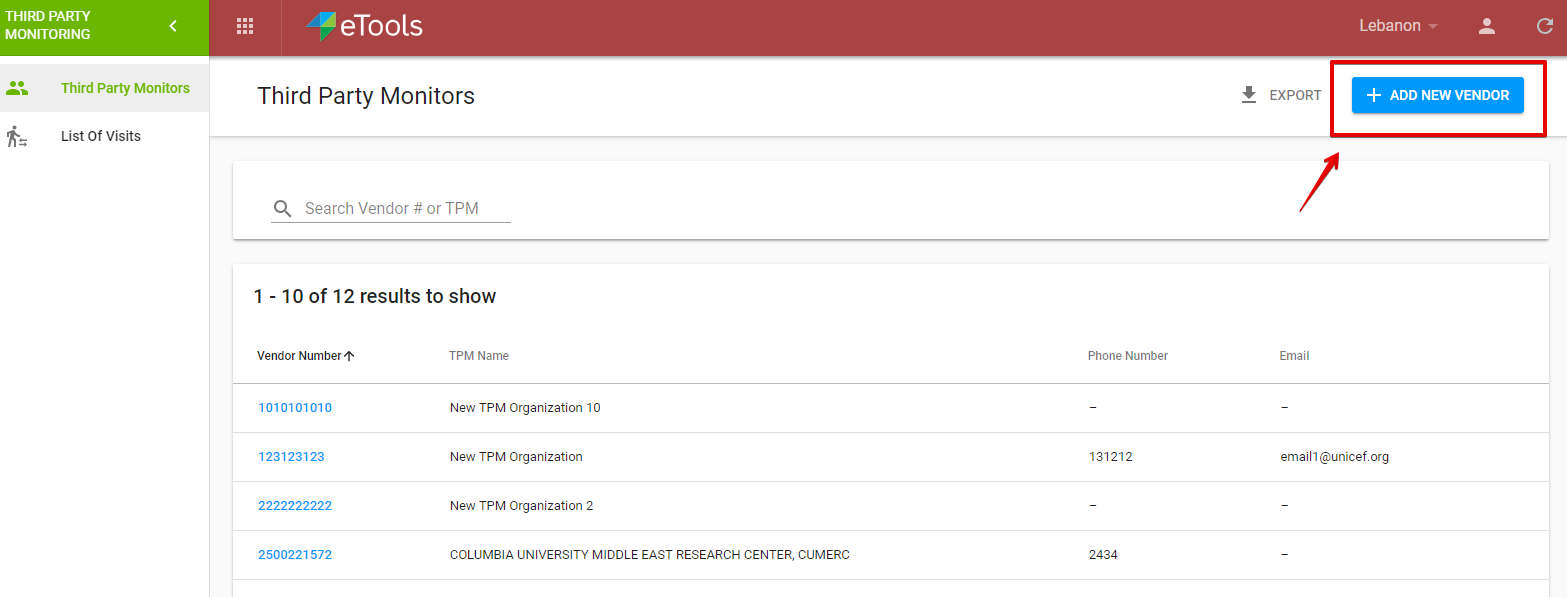 THIRD PARTY
MONITORING
eTools
Lebanon
Third Party Monitors
List Of Visits
Third Party Monitors
EXPORT
ADD NEW VENDOR
Search Vendor # or TPM
1 - 10 of 12 results to show
Vendor Number TPM Name Phone Number Email
1010101010 New TPM Organization 10 – –
123123123 New TPM Organization 131212 email1@unicef.org
2222222222 New TPM Organization 2 – –
2500221572 COLUMBIA UNIVERSITY MIDDLE EAST RESEARCH CENTER, CUMERC 2434 –